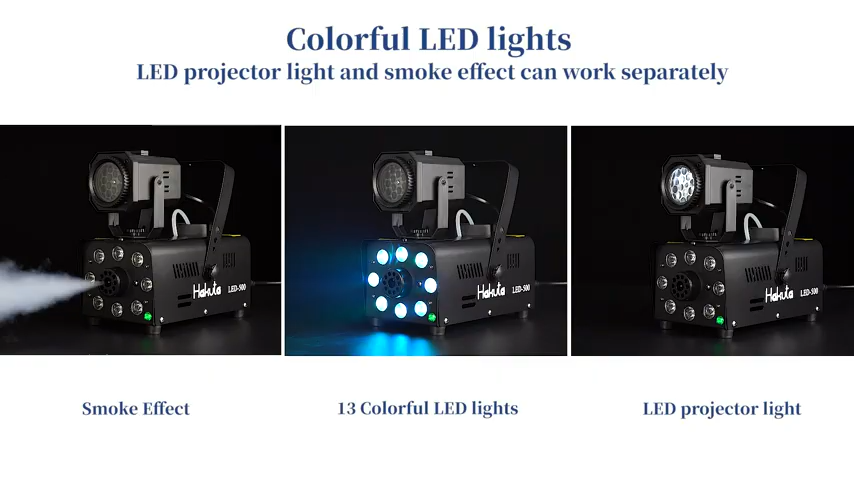 Colorful LED lights
LED projector light and smoke effect can work separately
Hakuta
LED-500
Hakuta
LED-500
Hakuta
LED-500
Smoke Effect
13 Colorful LED lights
LED projector light